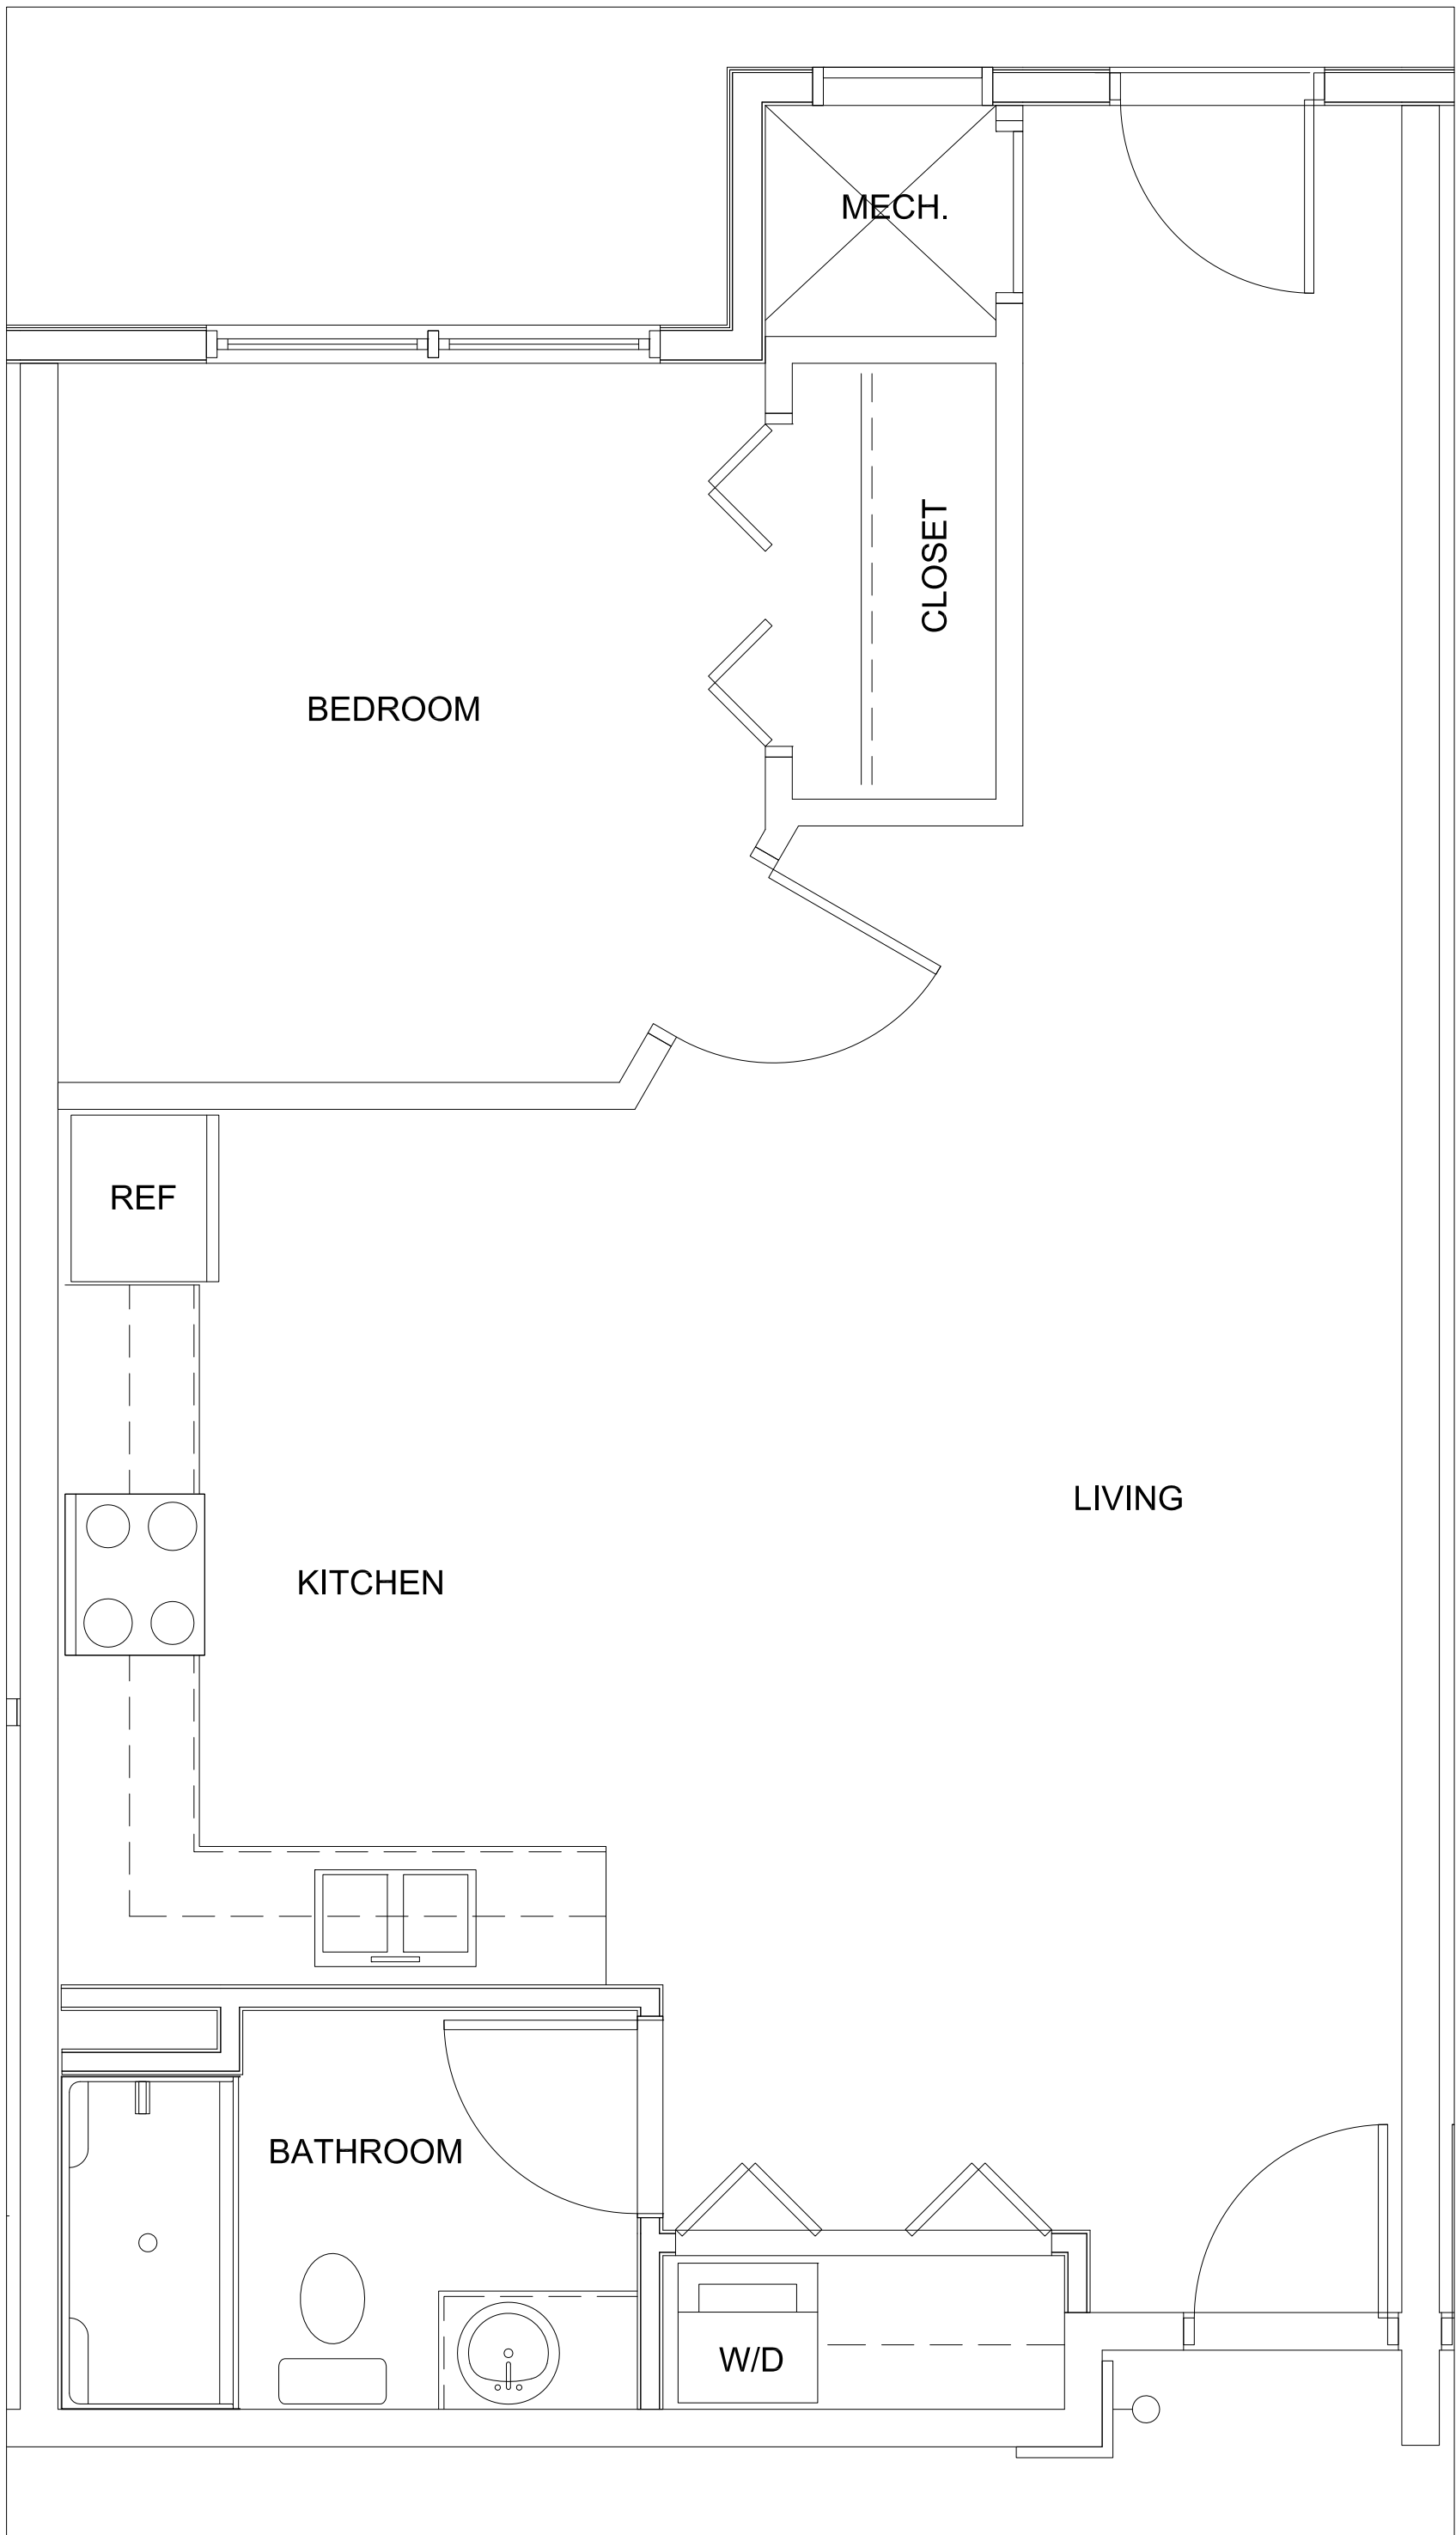 MECH.
CLOSET
BEDROOM
REF
LIVING
KITCHEN
BATHROOM
W/D